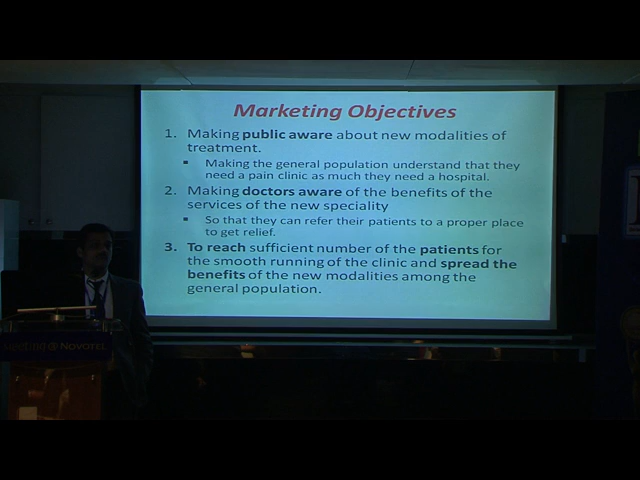 Marketing Objectives
1. Making public aware about new modalities of
treatment.
▪ Making the general population understand that they
need a pain clinic as much they need a hospital.
2. Making doctors aware of the benefits of the
services of the new speciality
▪ So that they can refer their patients to a proper place
to get relief.
3. To reach sufficient number of the patients for
the smooth running of the clinic and spread the
benefits of the new modalities among the
general population.
@ NOVOTEL